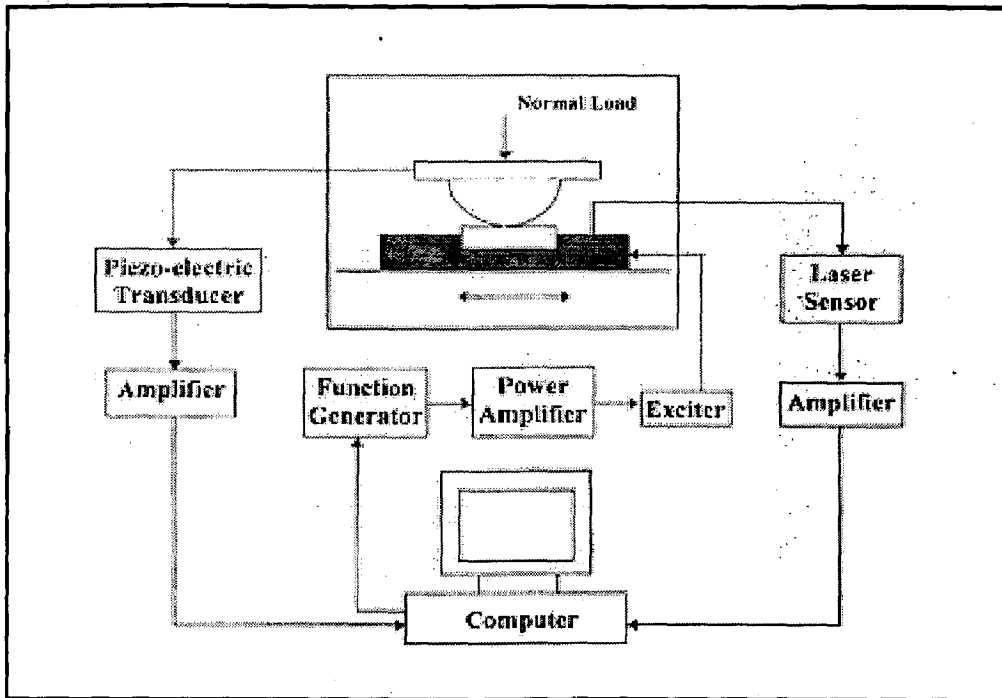 Normal Load
Piezo-electric
Transducer
Laser
Sensor
Amplifier
Function
Generator
Power
Amplifier
Exciter
Amplifier
Computer